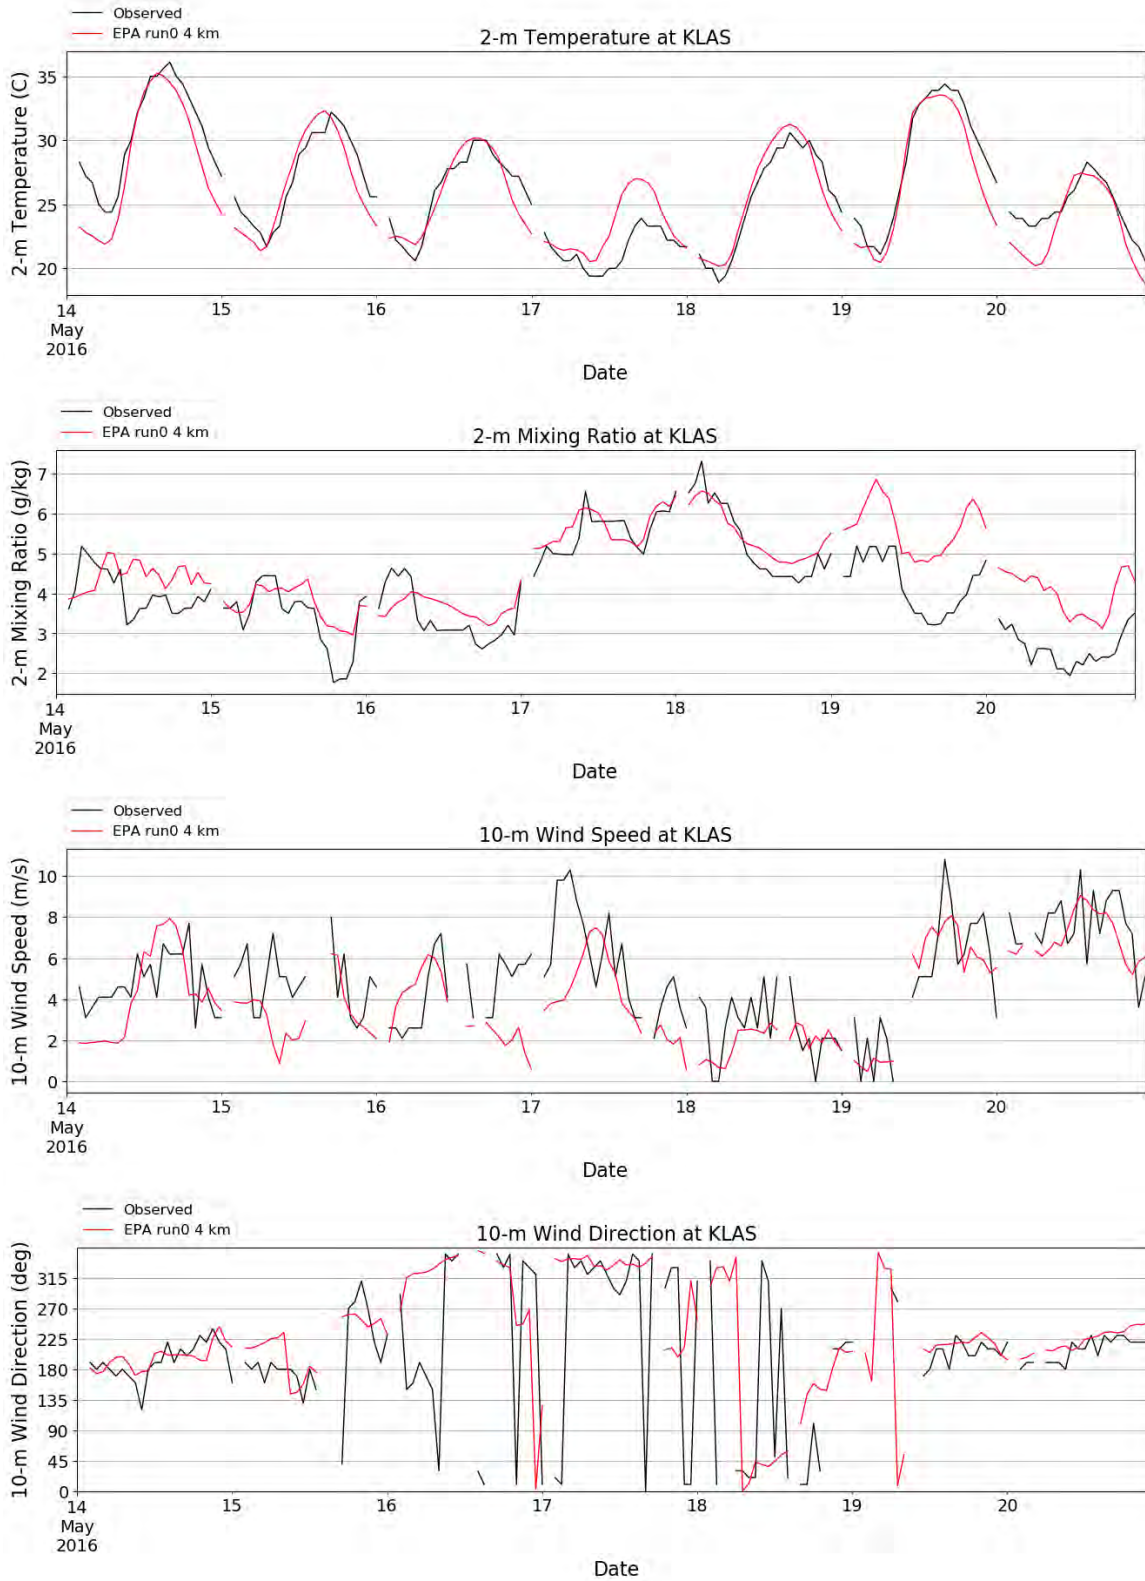 Observed
EPA run0 4 km
2-m Temperature at KLAS
2-m Temperature (C)
35
30
25
20
14 15 16 17 18 19 20
May
2016
Date
Observed
EPA run0 4 km
2-m Mixing Ratio at KLAS
2-m Mixing Ratio (g/kg)
7
6
5
4
3
2
14 15 16 17 18 19 20
May
2016
Date
Observed
EPA run0 4 km
10-m Wind Speed at KLAS
10-m Wind Speed (m/s)
10
8
6
4
2
0
14 15 16 17 18 19 20
May
2016
Date
Observed
EPA run0 4 km
10-m Wind Direction at KLAS
10-m Wind Direction (deg)
315
270
225
180
135
90
45
0
14 15 16 17 18 19 20
May
2016
Date